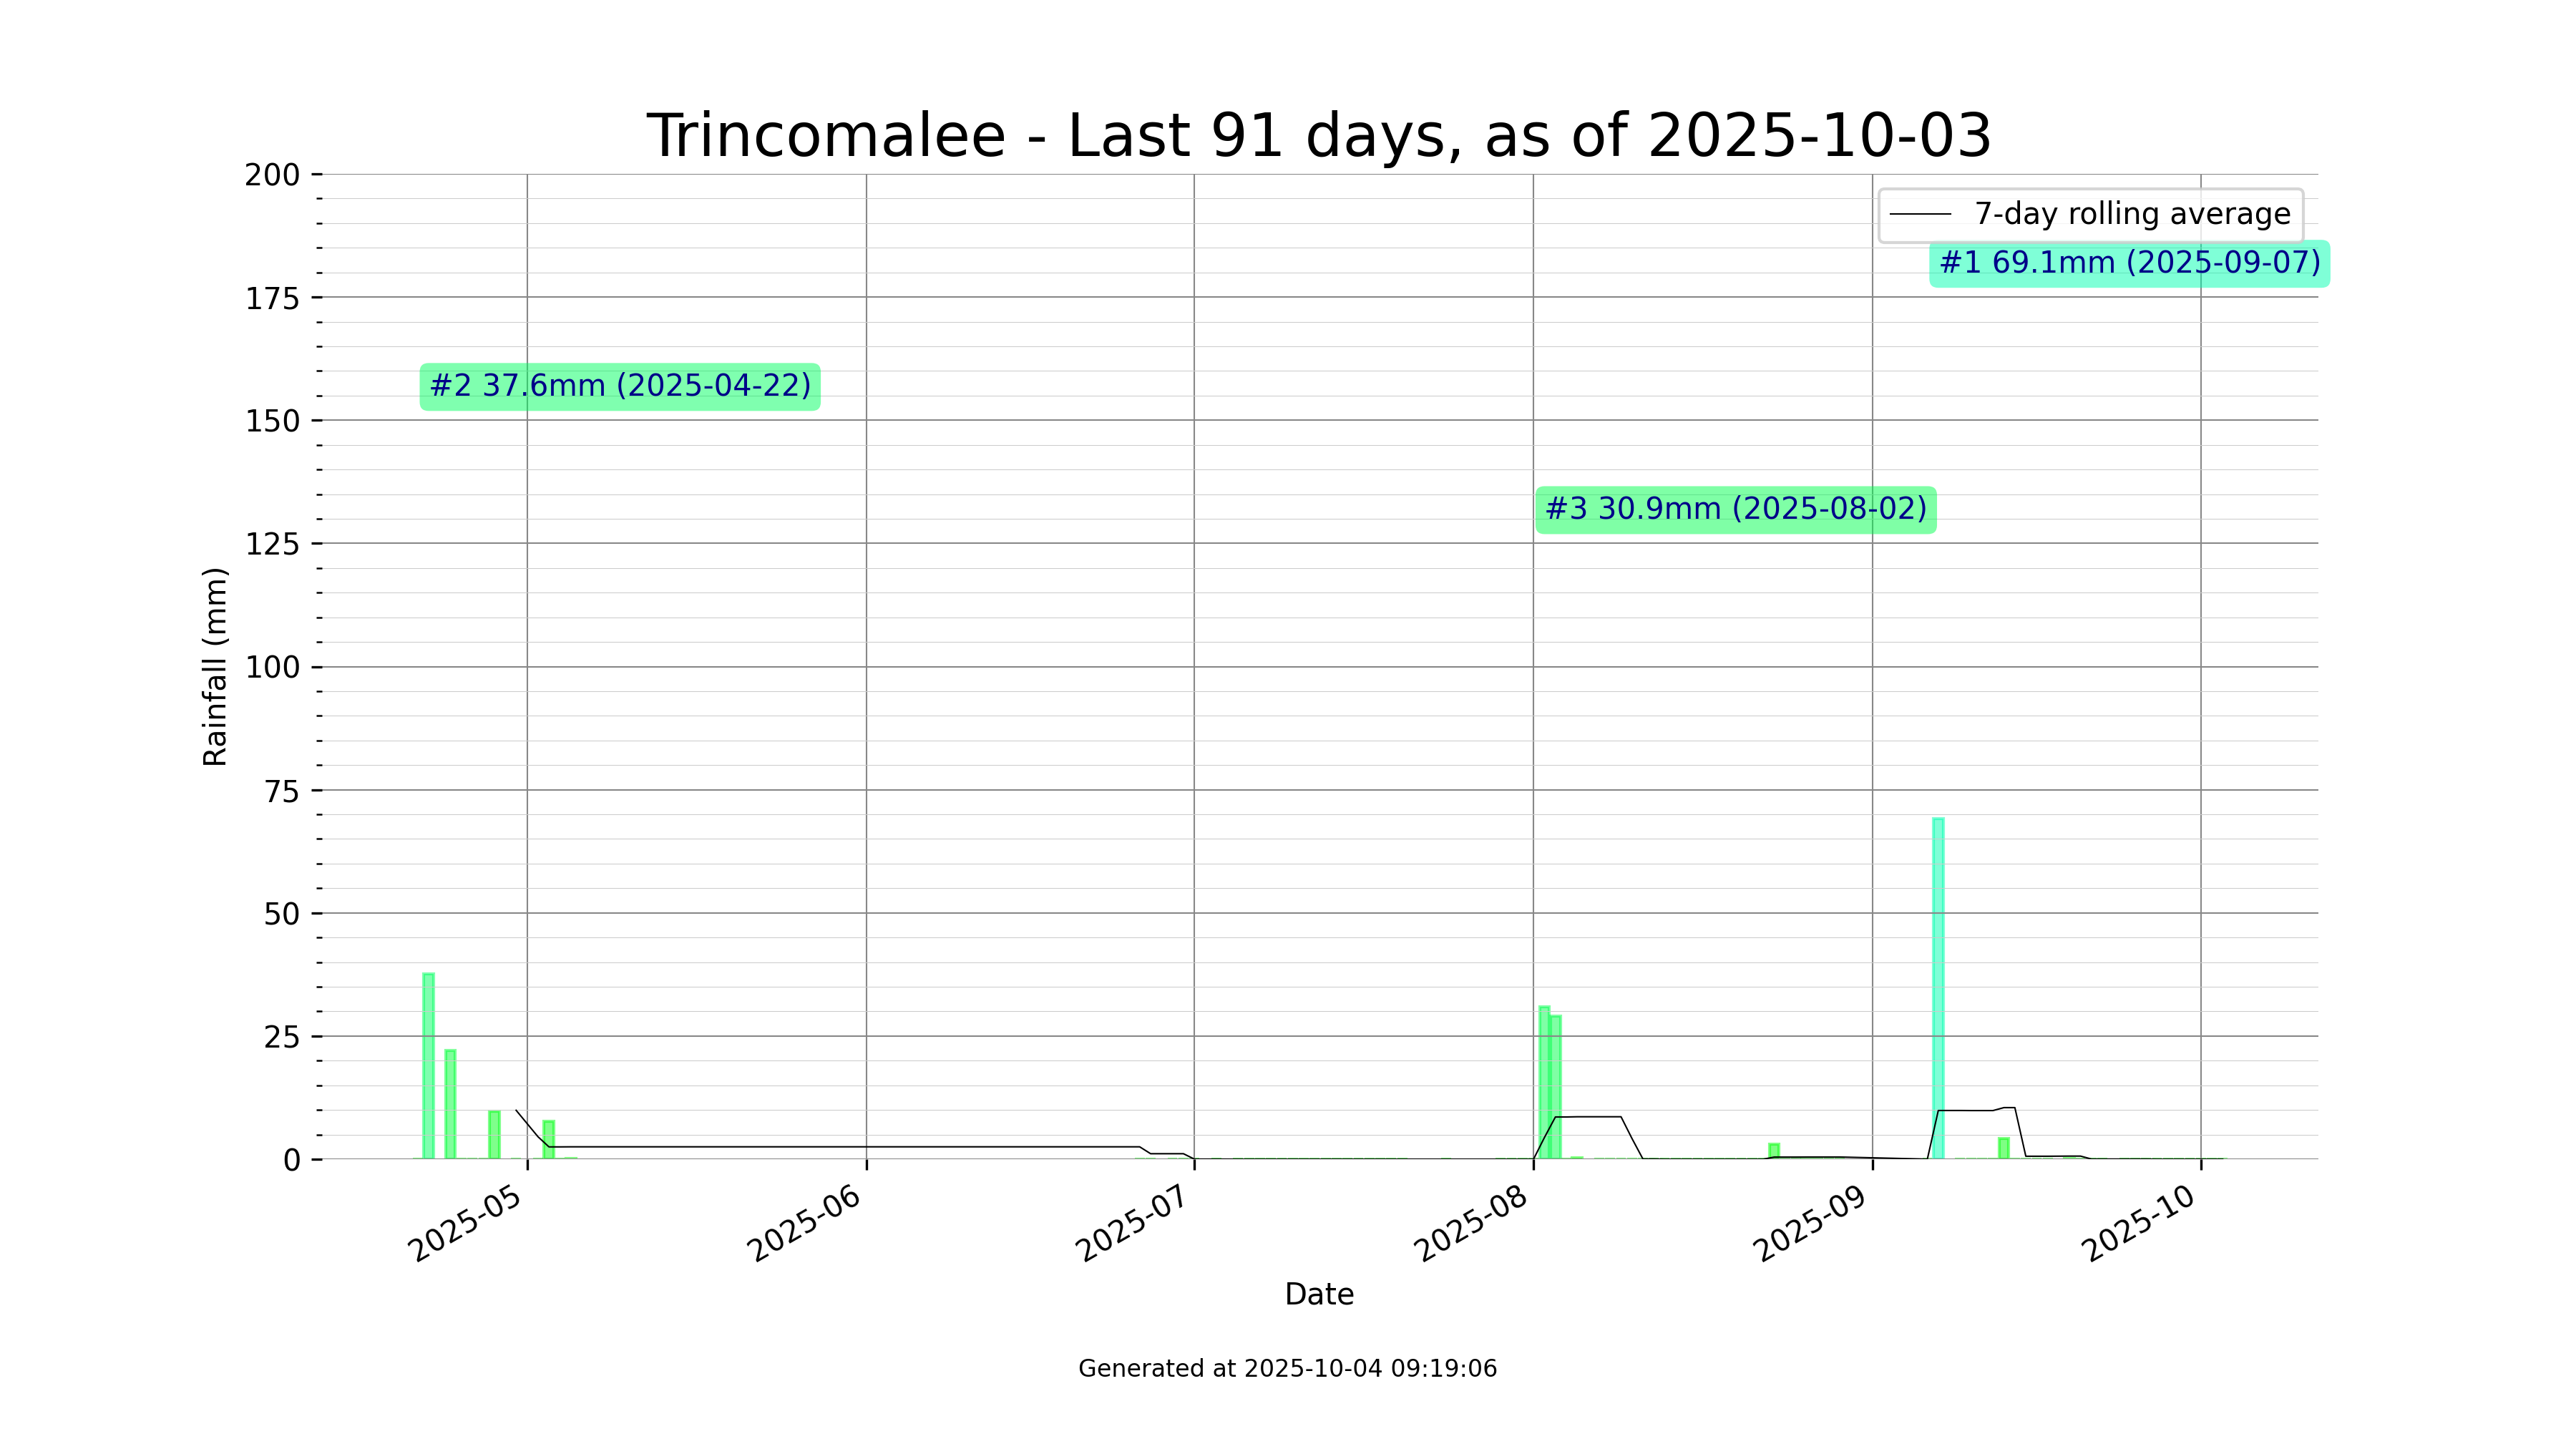 Trincomalee - Last 91 days, as of 2025-10-03
200
175
150
125
100
75
50
25
0
Rainfall (mm)
7-day rolling average
#1 69.1mm (2025-09-07)
#2 37.6mm (2025-04-22)
#3 30.9mm (2025-08-02)
2025-05
2025-06
2025-07
2025-08
2025-09
2025-10
Date
Generated at 2025-10-04 09:19:06